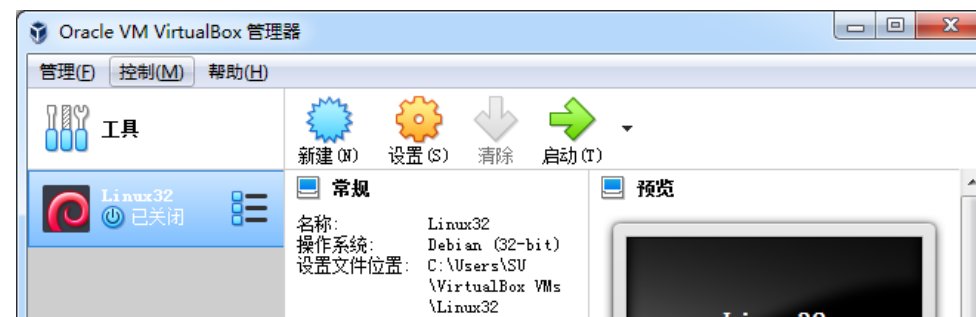 Oracle VM VirtualBox 管理器
管理(F) 控制(M) 帮助(H)
工具
新建(N) 设置(S) 清除 启动(T)
Linux32
已关闭
常规
名称: Linux32
操作系统: Debian (32-bit)
设置文件位置: C:\Users\SU
\VirtualBox VMs
\Linux32
预览
Linux32